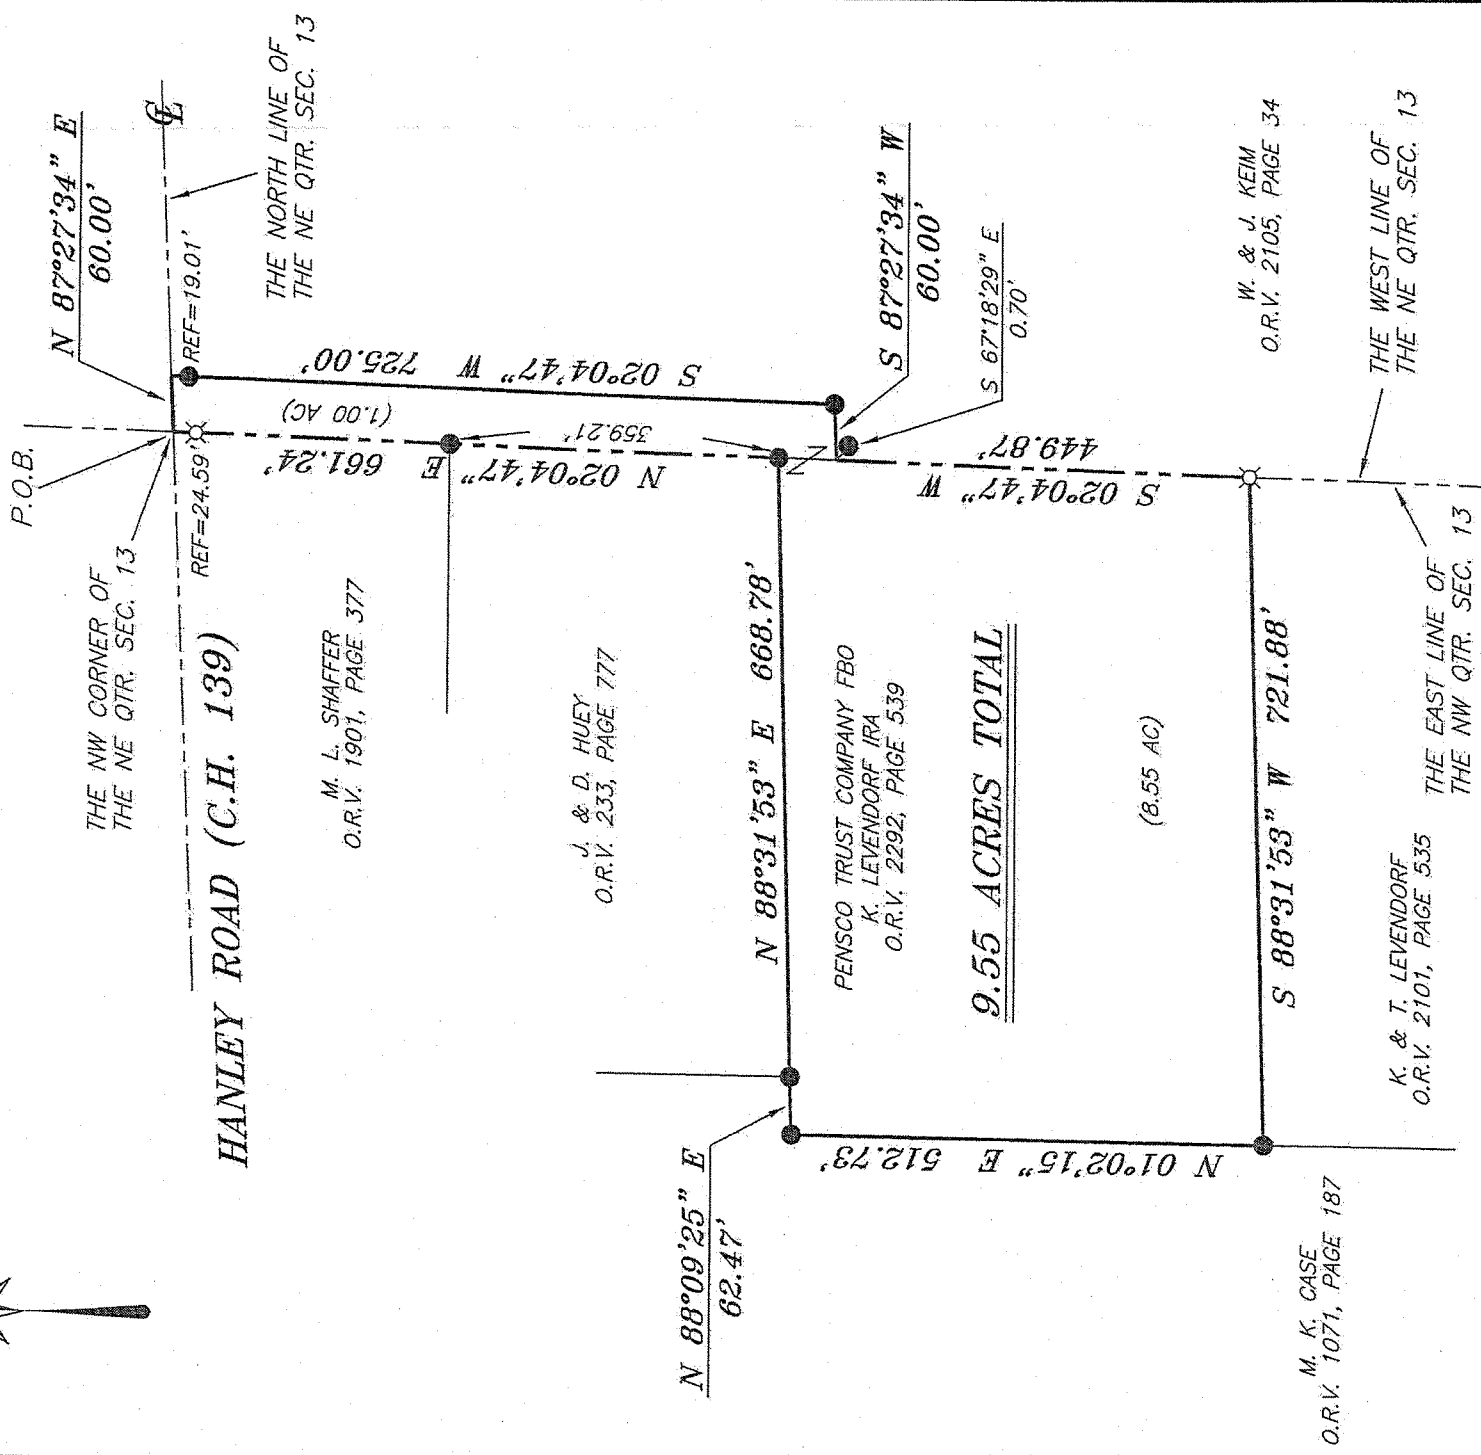 P.O.B.
N 87°27'34" E
60.00'
℄
THE NORTH LINE OF
THE NE QTR. SEC. 13
REF=19.01'
THE NW CORNER OF
THE NE QTR. SEC. 13
REF=24.59'
HANLEY ROAD (C.H. 139)
S 02°04'47" W 725.00'
(1.00 AC)
359.21'
N 02°04'47" E 661.24'
M. L. SHAFFER
O.R.V. 1901, PAGE 377
J. & D. HUEY
O.R.V. 233, PAGE 777
S 87°27'34" W
60.00'
S 67°18'29" E
0.70'
449.87'
S 02°04'47" W
W. & J. KEIM
O.R.V. 2105, PAGE 34
THE WEST LINE OF
THE NE QTR. SEC. 13
N 88°31'53" E 668.78'
PENSCO TRUST COMPANY FBO
K. LEVENDORF IRA
O.R.V. 2292, PAGE 539
9.55 ACRES TOTAL
(8.55 AC)
S 88°31'53" W 721.88'
N 88°09'25" E
62.47'
N 01°02'15" E 512.73'
THE EAST LINE OF
THE NW QTR. SEC. 13
K. & T. LEVENDORF
O.R.V. 2101, PAGE 535
M. K. CASE
O.R.V. 1071, PAGE 187